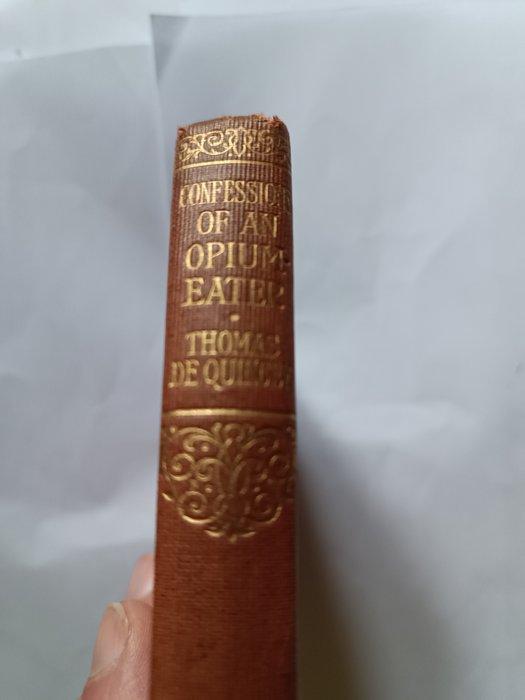 CONFESSIONS
OF AN
OPIUM
EATER
THOMAS
DE QUINCEY